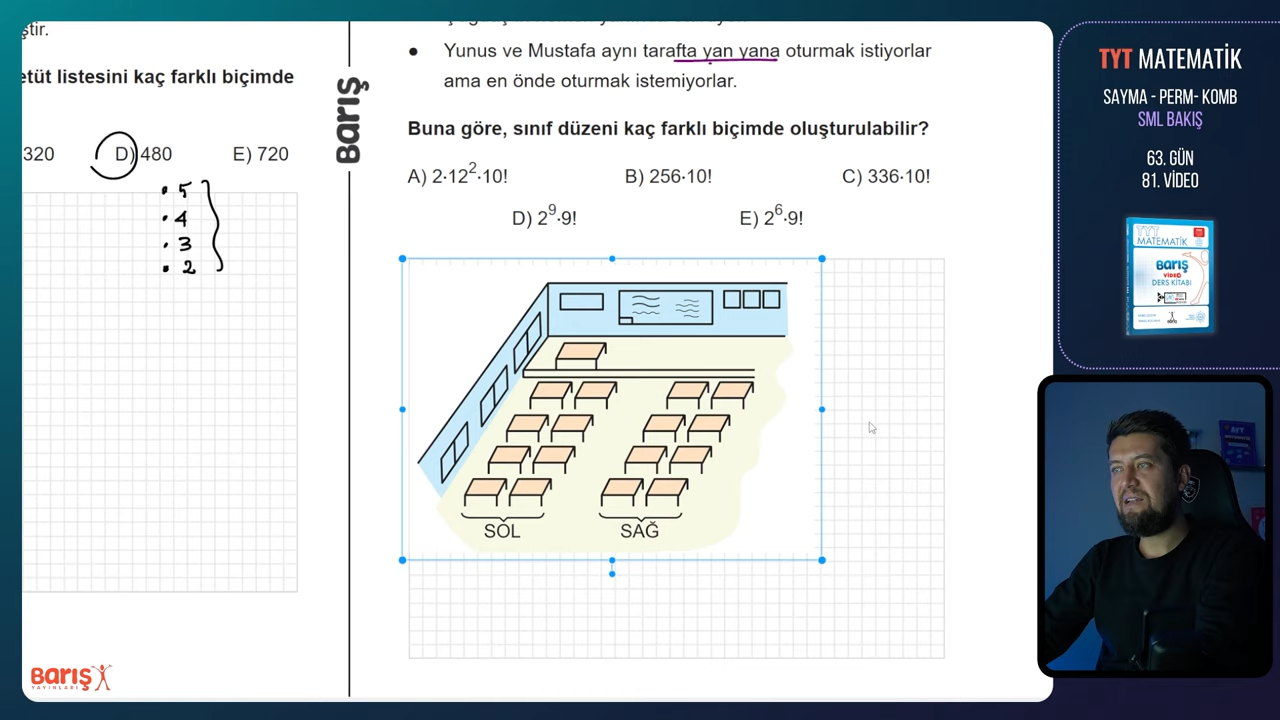 ştir.
etüt listesini kaç farklı biçimde
320 D) 480 E) 720
• 5
• 4
• 3
• 2
Barış
• Yunus ve Mustafa aynı tarafta yan yana oturmak istiyorlar
ama en önde oturmak istemiyorlar.
Buna göre, sınıf düzeni kaç farklı biçimde oluşturulabilir?
A) 2·12²·10! B) 256·10! C) 336·10!
D) 2⁹·9! E) 2⁶·9!
SOL SAĞ
Barış
YAYINLARI
TYT MATEMATİK
SAYMA - PERM- KOMB
SML BAKIŞ
63. GÜN
81. VİDEO
TYT
MATEMATİK
Barış
VİDEO
DERS KİTABI